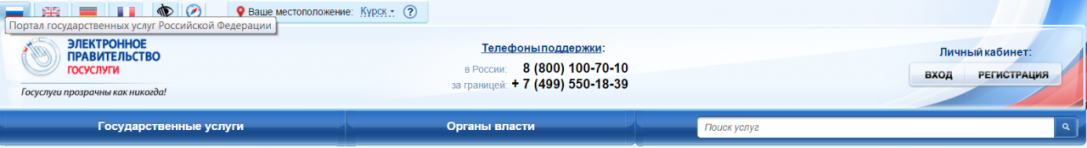 Ваше местоположение: Курск ?
Портал государственных услуг Российской Федерации
ЭЛЕКТРОННОЕ
ПРАВИТЕЛЬСТВО
ГОСУСЛУГИ
Госуслуги прозрачны как никогда!
Телефоны поддержки:
в России: 8 (800) 100-70-10
за границей: + 7 (499) 550-18-39
Личный кабинет:
ВХОД РЕГИСТРАЦИЯ
Государственные услуги
Органы власти
Поиск услуг